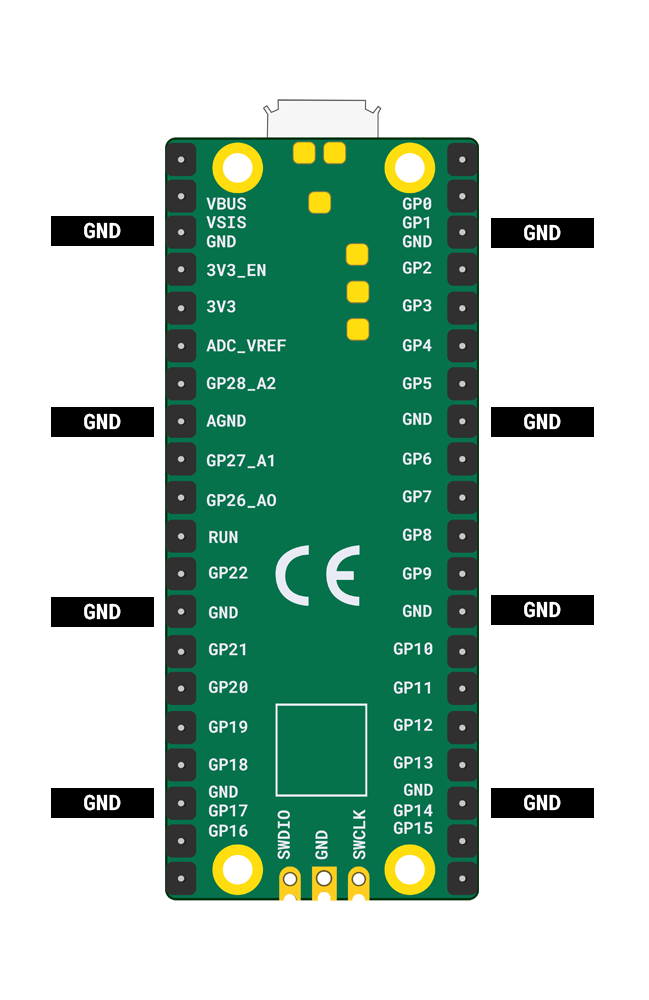 VBUS GP0
GND VSIS GP1 GND
GND GND
3V3_EN GP2
3V3 GP3
ADC_VREF GP4
GP28_A2 GP5
GND AGND GND GND
GP27_A1 GP6
GP26_AO GP7
RUN GP8
GP22 GP9
CE
GND GND GND GND
GP21 GP10
GP20 GP11
GP19 GP12
GP18 GP13
GND GND
GND GP17 GP14 GND
GP16 GP15
SWDIO GND SWCLK